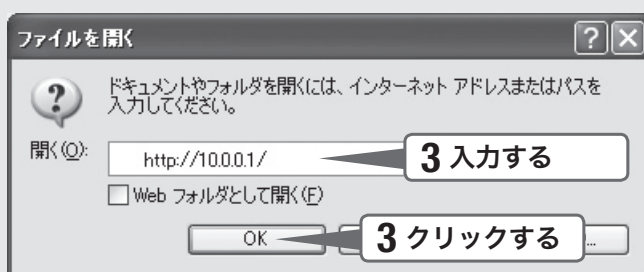 ファイルを開く
ドキュメントやフォルダを開くには、インターネット アドレスまたはパスを
入力してください。
開く(O):
http://10.0.0.1/
3 入力する
Web フォルダとして開く(F)
OK
3 クリックする
...